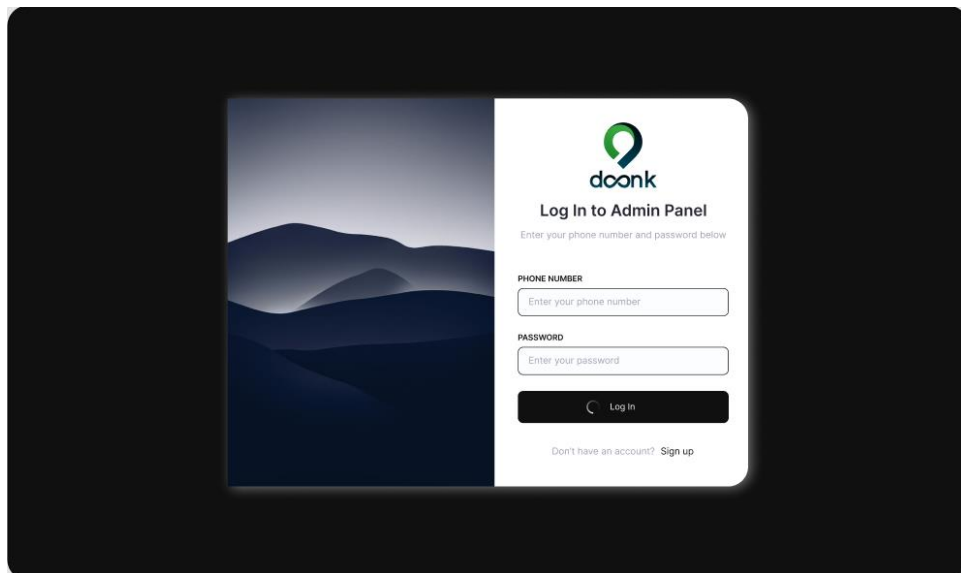 doonk
Log In to Admin Panel
Enter your phone number and password below
PHONE NUMBER
Enter your phone number
PASSWORD
Enter your password
Log In
Don't have an account? Sign up